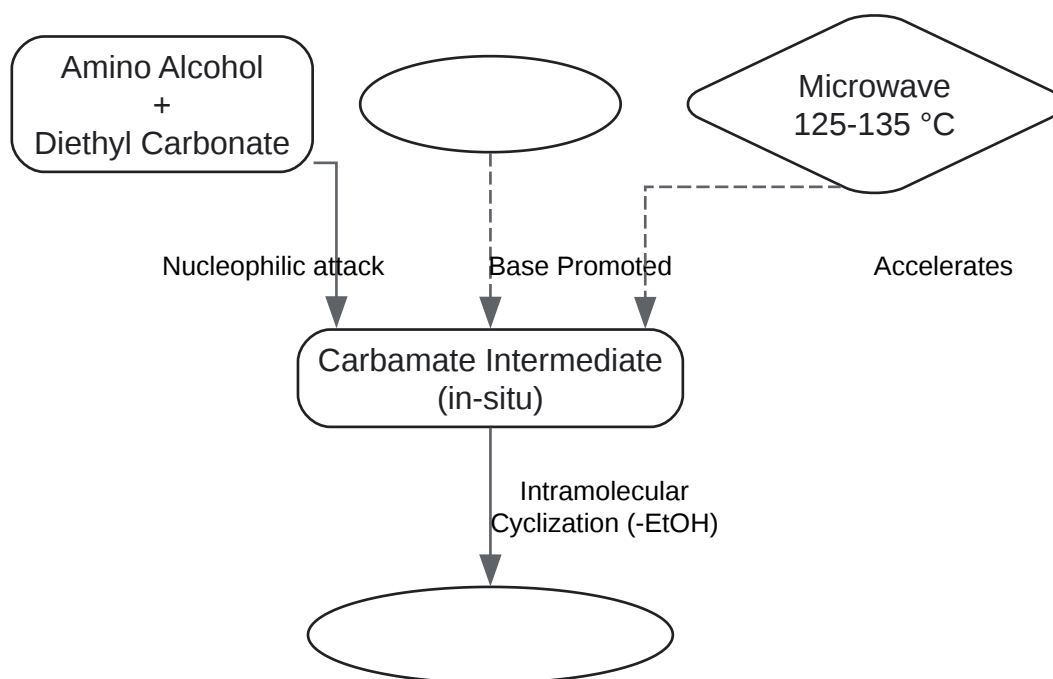 Amino Alcohol
+
Diethyl Carbonate
Microwave
125-135 °C
Nucleophilic attack
Base Promoted
Accelerates
Carbamate Intermediate
(in-situ)
Intramolecular
Cyclization (-EtOH)